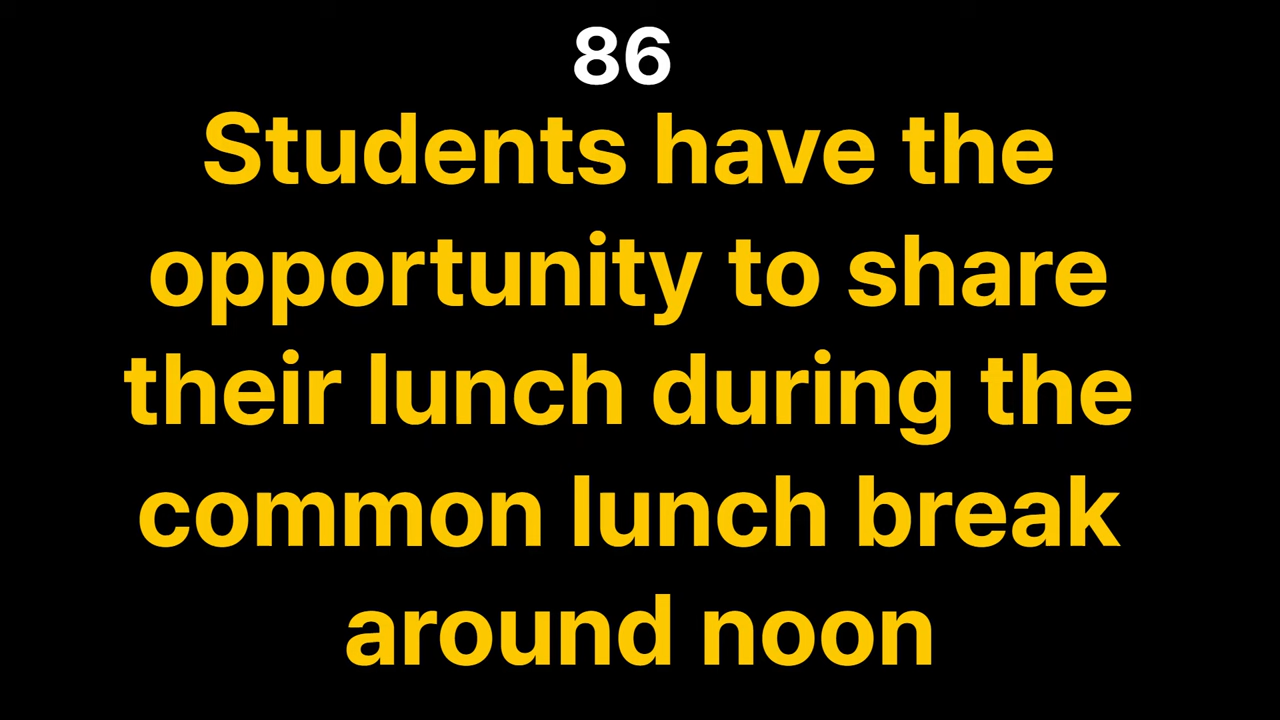 86
Students have the
opportunity to share
their lunch during the
common lunch break
around noon